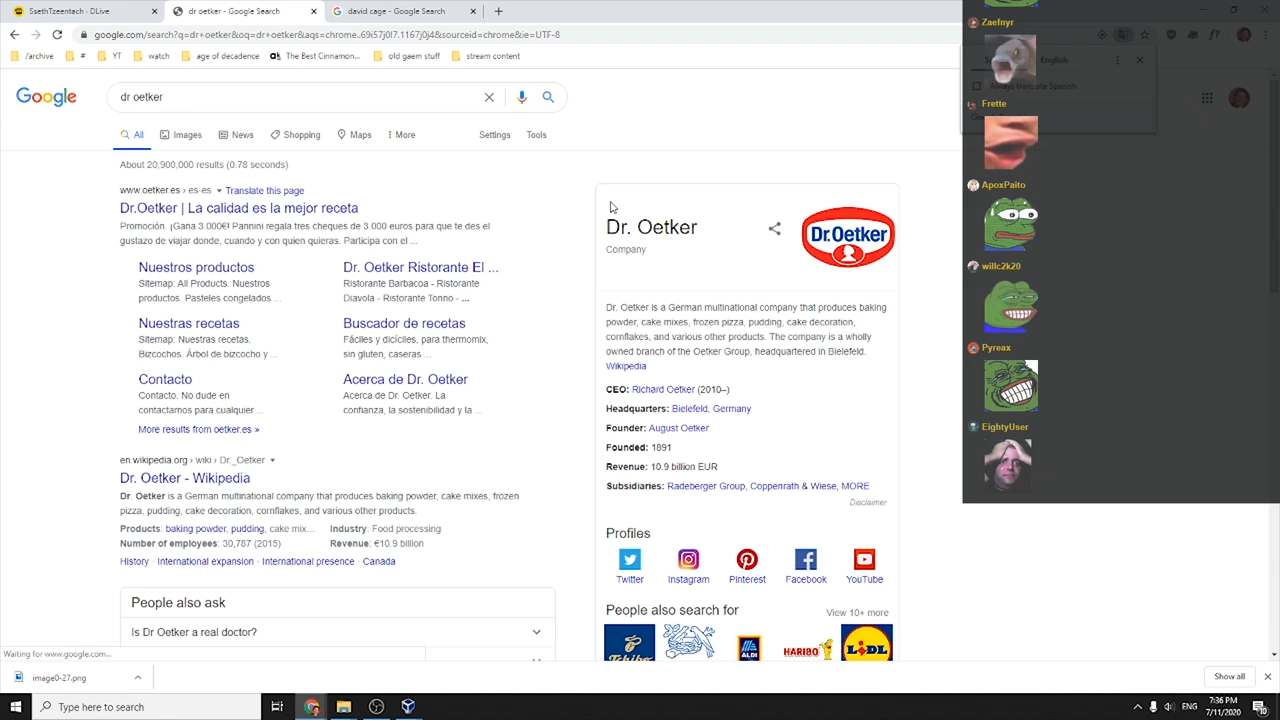 SsethTzeentach - DLive
dr oetker - Google Search
david cage - Google Search
google.com/search?q=dr+oetker&oq=dr+oetker&aqs=chrome..69i57j0l7.1167j0j4&sourceid=chrome&ie=UTF-8
/archive
#
YT
watch
age of decadence
The Best Cinnamon...
old gaem stuff
stream content
English
Always translate Spanish
Google
dr oetker
All
Images
News
Shopping
Maps
More
Settings
Tools
About 20,900,000 results (0.78 seconds)
www.oetker.es › es-es
Translate this page
Dr.Oetker | La calidad es la mejor receta
Promoción. ¡Gana 3.000€! Pannini regala tres cheques de 3.000 euros para que te des el
gustazo de viajar donde, cuando y con quien quieras. Participa con el ...
Nuestros productos
Sitemap: All Products. Nuestros
productos. Pasteles congelados ...
Dr. Oetker Ristorante El ...
Ristorante Barbacoa - Ristorante
Diavola - Ristorante Tonno - ...
Nuestras recetas
Sitemap: Nuestras recetas.
Bizcochos. Árbol de bizcocho y ...
Buscador de recetas
Fáciles y dicíciles, para thermomix,
sin gluten, caseras ...
Contacto
Contacto. No dude en
contactarnos para cualquier ...
Acerca de Dr. Oetker
Acerca de Dr. Oetker. La
confianza, la sostenibilidad y la ...
More results from oetker.es »
en.wikipedia.org › wiki › Dr._Oetker
Dr. Oetker - Wikipedia
Dr. Oetker is a German multinational company that produces baking powder, cake mixes, frozen
pizza, pudding, cake decoration, cornflakes, and various other products.
Products: baking powder, pudding, cake mix...
Industry: Food processing
Number of employees: 30,787 (2015)
Revenue: €10.9 billion
History · International expansion · International presence · Canada
People also ask
Is Dr Oetker a real doctor?
Dr. Oetker
Company
Dr.Oetker
Dr. Oetker is a German multinational company that produces baking
powder, cake mixes, frozen pizza, pudding, cake decoration,
cornflakes, and various other products. The company is a wholly
owned branch of the Oetker Group, headquartered in Bielefeld.
Wikipedia
CEO: Richard Oetker (2010–)
Headquarters: Bielefeld, Germany
Founder: August Oetker
Founded: 1891
Revenue: 10.9 billion EUR
Subsidiaries: Radeberger Group, Coppenrath & Wiese, MORE
Disclaimer
Profiles
Twitter
Instagram
Pinterest
Facebook
YouTube
People also search for
View 10+ more
Tchibo
ALDI
HARIBO
LIDL
Zaefnyr
Frette
ApoxPaito
willc2k20
Pyreax
EightyUser
Waiting for www.google.com...
image0-27.png
Show all
Type here to search
ENG
7:36 PM
7/11/2020
10